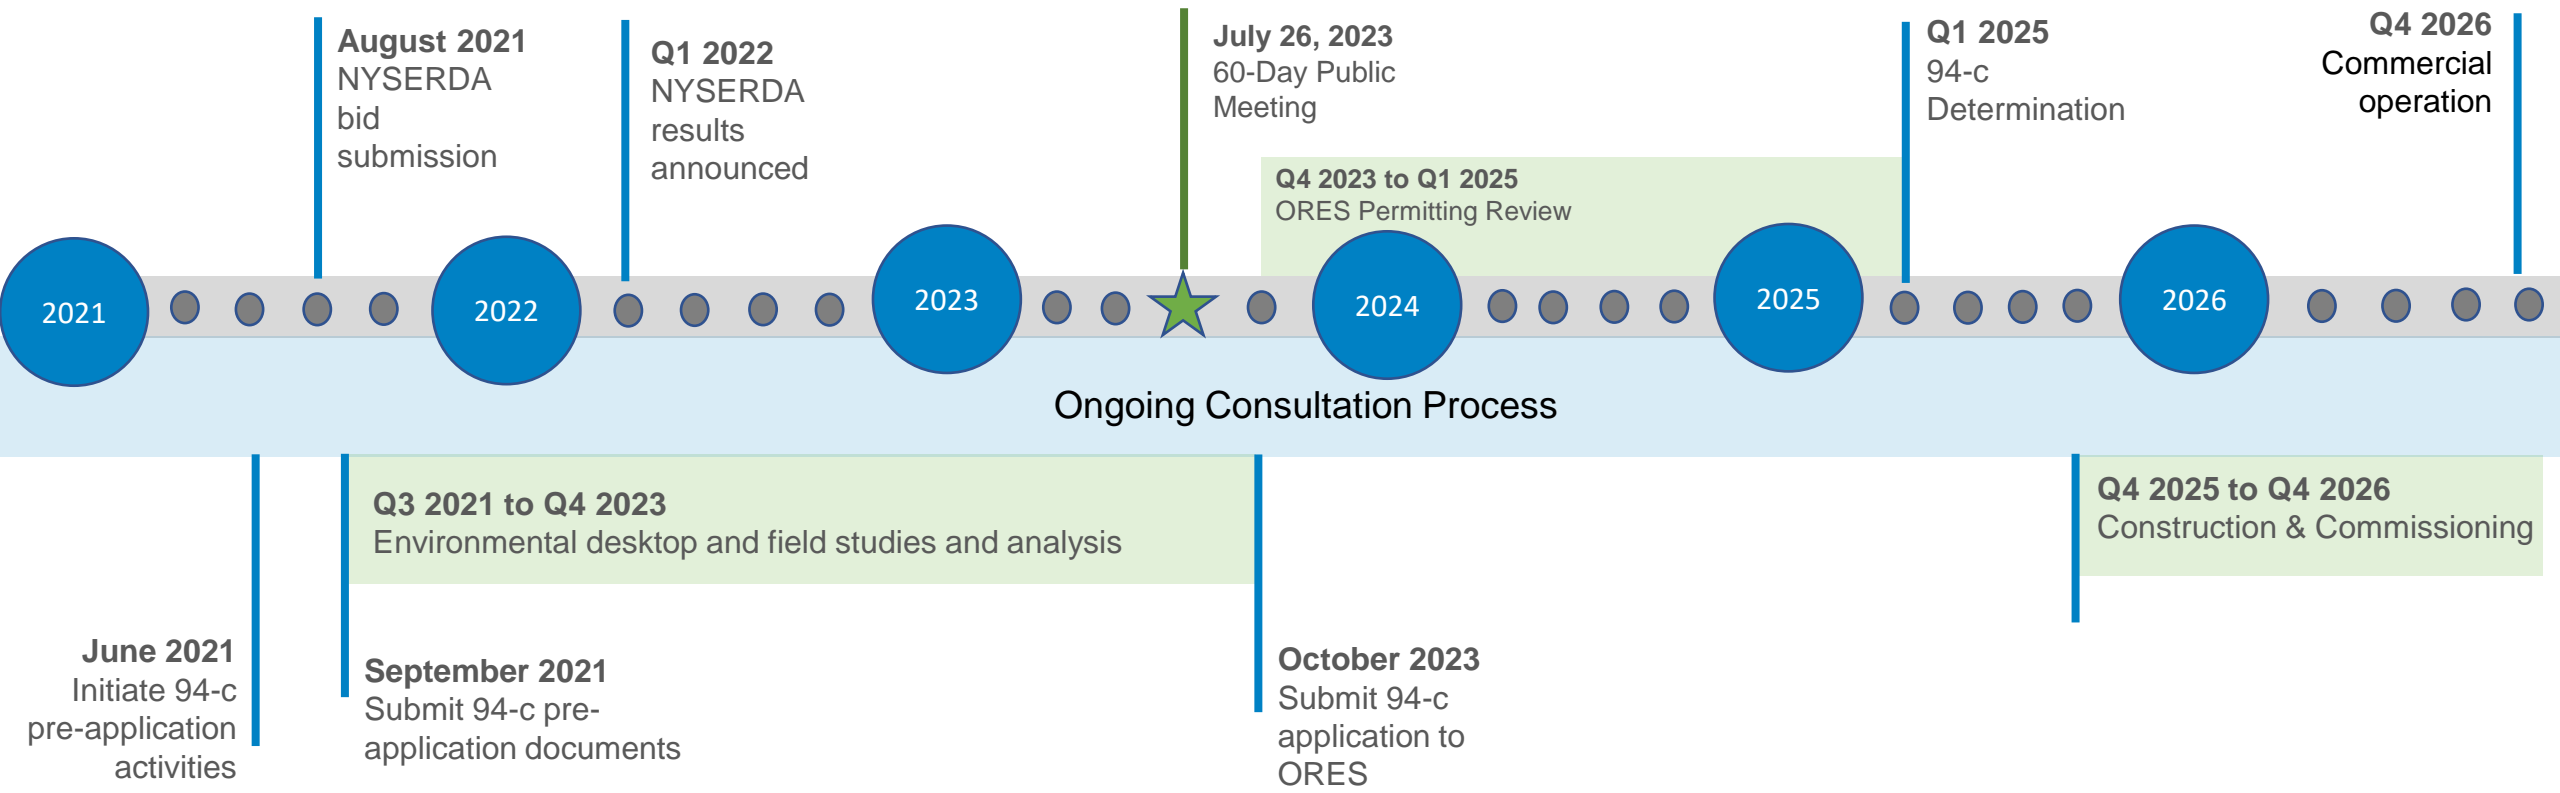 August 2021
NYSERDA
bid
submission
Q1 2022
NYSERDA
results
announced
July 26, 2023
60-Day Public
Meeting
Q1 2025
94-c
Determination
Q4 2026
Commercial
operation
Q4 2023 to Q1 2025
ORES Permitting Review
2021
2022
2023
2024
2025
2026
Ongoing Consultation Process
Q3 2021 to Q4 2023
Environmental desktop and field studies and analysis
Q4 2025 to Q4 2026
Construction & Commissioning
June 2021
Initiate 94-c
pre-application
activities
September 2021
Submit 94-c pre-
application documents
October 2023
Submit 94-c
application to
ORES